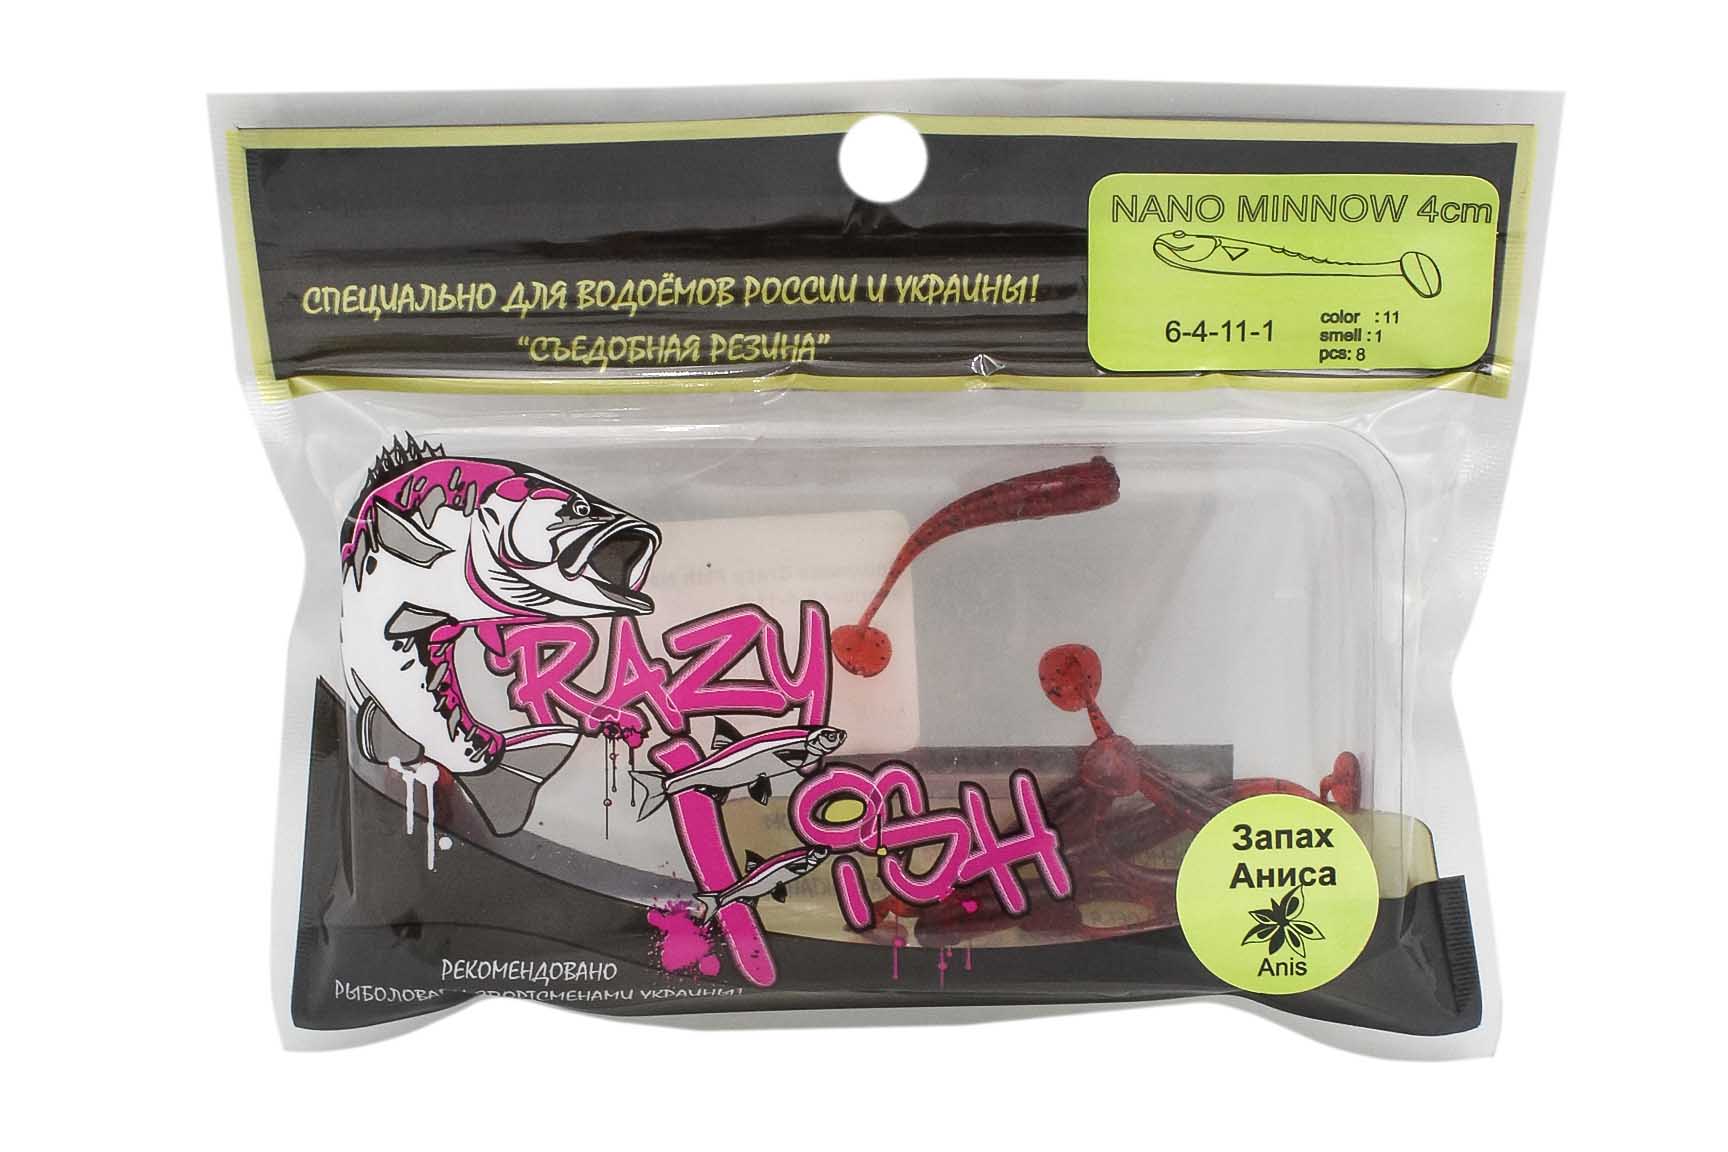 СПЕЦИАЛЬНО ДЛЯ ВОДОЁМОВ РОССИИ И УКРАИНЫ!
"СЪЕДОБНАЯ РЕЗИНА"
NANO MINNOW 4cm
6-4-11-1
color : 11
smell : 1
pcs: 8
CRAZY
FISH
Запах
Аниса
Anis
РЕКОМЕНДОВАНО
УКРАИНЫ!